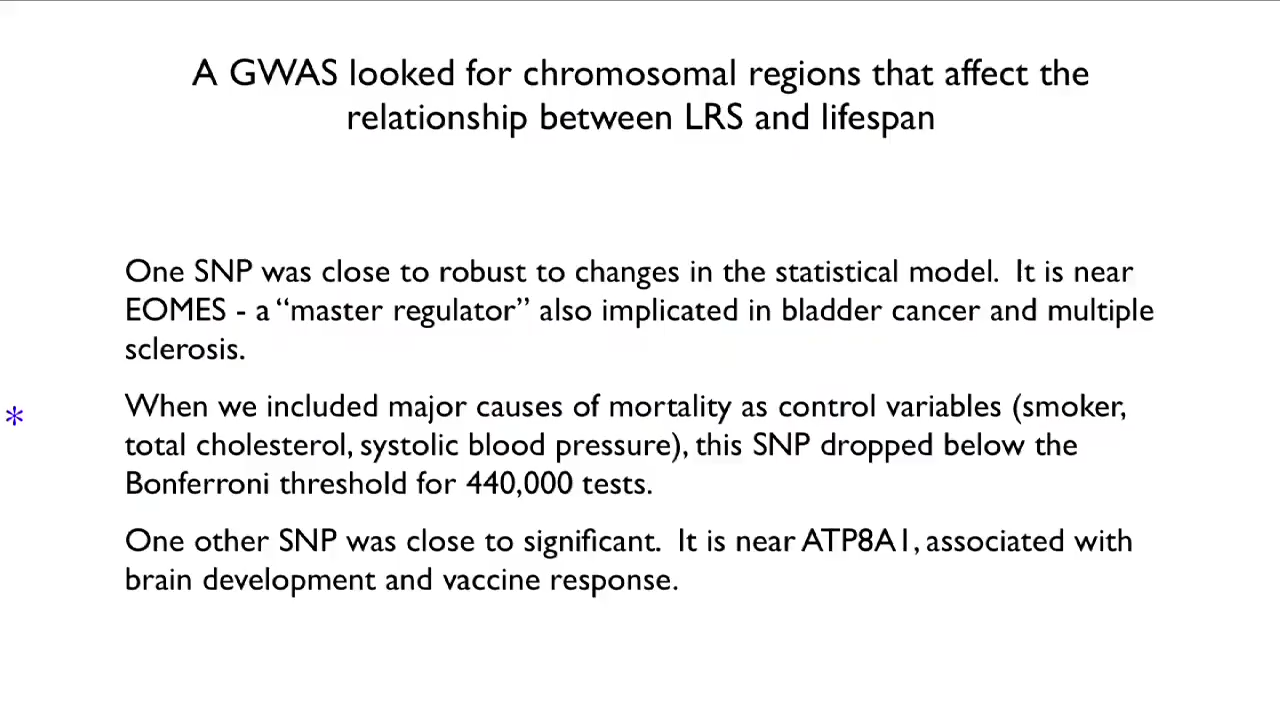 A GWAS looked for chromosomal regions that affect the
relationship between LRS and lifespan
One SNP was close to robust to changes in the statistical model. It is near
EOMES - a “master regulator” also implicated in bladder cancer and multiple
sclerosis.
* When we included major causes of mortality as control variables (smoker,
total cholesterol, systolic blood pressure), this SNP dropped below the
Bonferroni threshold for 440,000 tests.
One other SNP was close to significant. It is near ATP8A1, associated with
brain development and vaccine response.